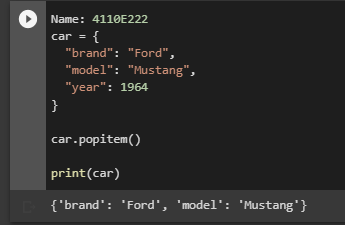 Name: 4110E222
car = {
  "brand": "Ford",
  "model": "Mustang",
  "year": 1964
}

car.popitem()

print(car)
{'brand': 'Ford', 'model': 'Mustang'}